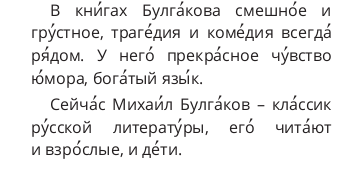 В кни́гах Булга́кова смешно́е и
гру́стное, траге́дия и коме́дия всегда́
ря́дом. У него́ прекра́сное чу́вство
ю́мора, бога́тый язы́к.
Сейча́с Михаи́л Булга́ков – кла́ссик
ру́сской литерату́ры, его́ чита́ют
и взро́слые, и де́ти.